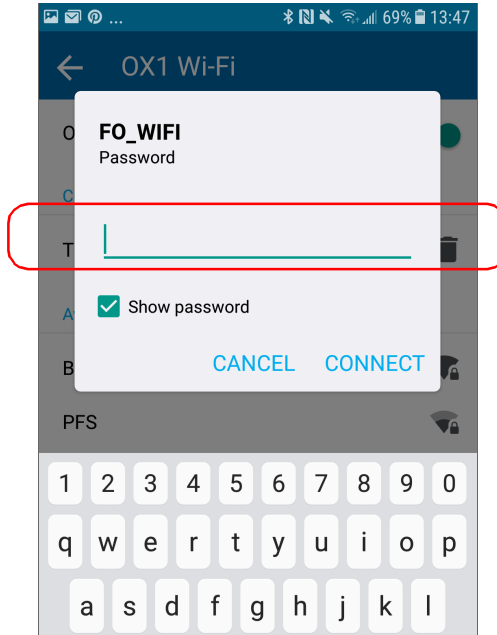 ... 69% 13:47
OX1 Wi-Fi
O
FO_WIFI
Password
C
T
Show password
A
CANCEL CONNECT
B
PFS
1 2 3 4 5 6 7 8 9 0
q w e r t y u i o p
a s d f g h j k l